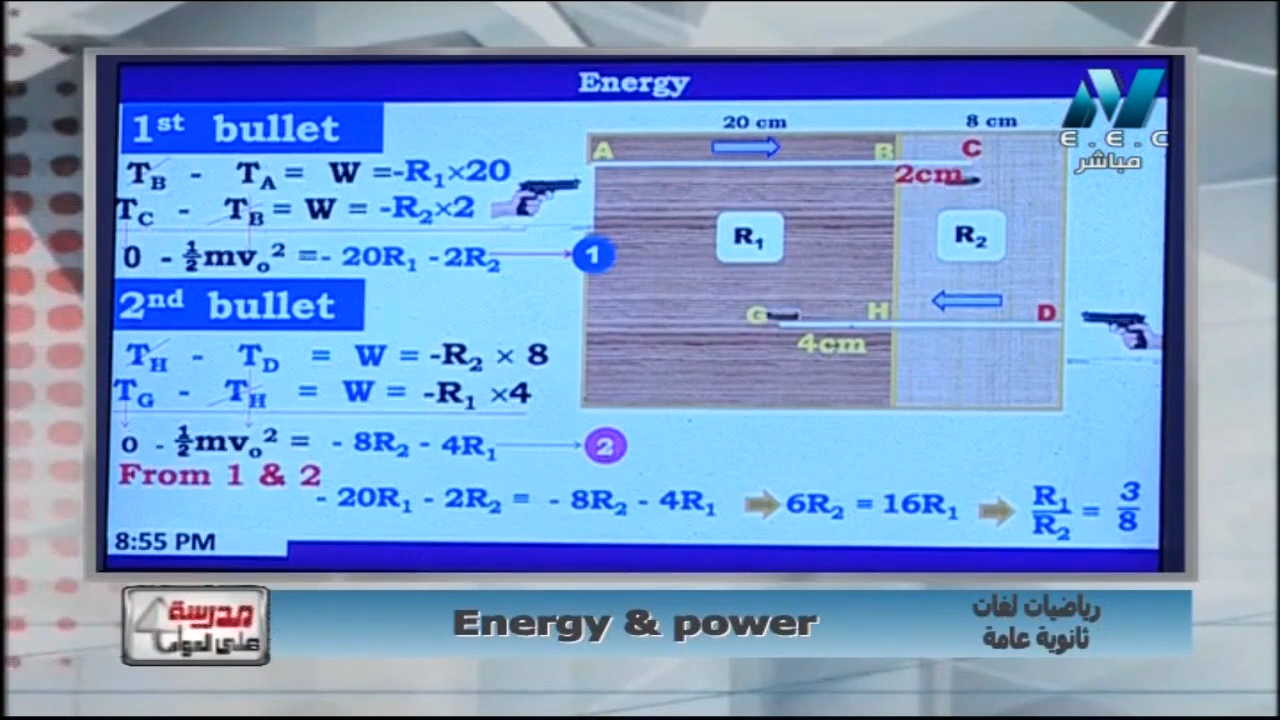 Energy
E.E.C
مباشر
1st bullet
T_B - T_A = W = -R₁×20
T_C - T_B = W = -R₂×2
0 - ½mv₀² = - 20R₁ - 2R₂
1
2nd bullet
T_H - T_D = W = -R₂ × 8
T_G - T_H = W = -R₁ ×4
0 - ½mv₀² = - 8R₂ - 4R₁
2
From 1 & 2
- 20R₁ - 2R₂ = - 8R₂ - 4R₁
6R₂ = 16R₁
R₁/R₂ = 3/8
20 cm
8 cm
A
B
C
2cm
R₁
R₂
G
H
D
4cm
8:55 PM
مدرسة
على الهواء
Energy & power
رياضيات لغات
ثانوية عامة